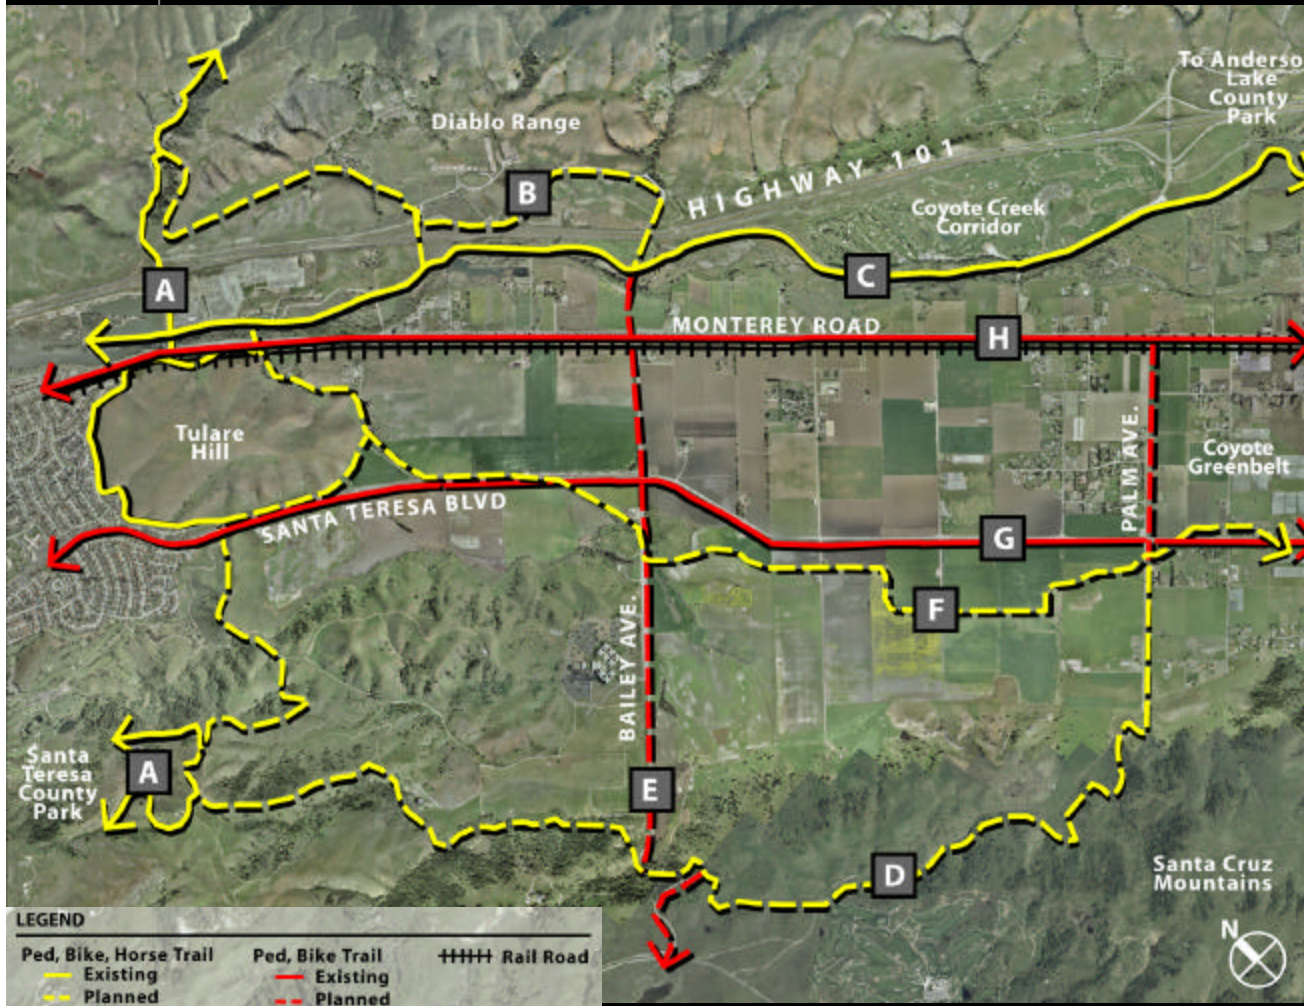 To Anderso
Lake
County
Park
Diablo Range
B
HIGHWAY 101
Coyote Creek
Corridor
A
C
MONTEREY ROAD
H
Tulare
Hill
PALM AVE.
Coyote
Greenbelt
SANTA TERESA BLVD
G
F
BAILEY AVE.
Santa
Teresa
County
Park
A
E
D
Santa Cruz
Mountains
N
LEGEND
Ped, Bike, Horse Trail
Existing
Planned
Ped, Bike Trail
Existing
Planned
Rail Road